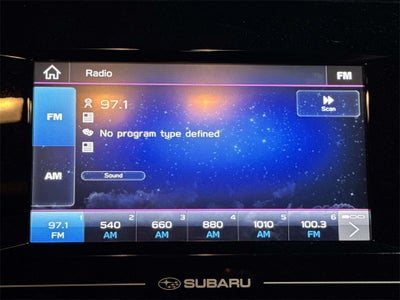 Radio FM
97.1
FM
Scan
No program type defined
AM
Sound
1 2 3 4 5 6
97.1 540 660 880 1010 100.3
FM AM AM AM AM FM
SUBARU